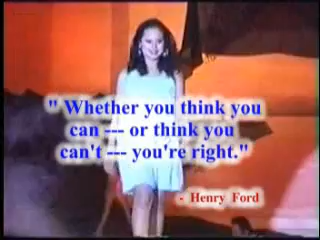 " Whether you think you
can --- or think you
can't --- you're right."
- Henry Ford